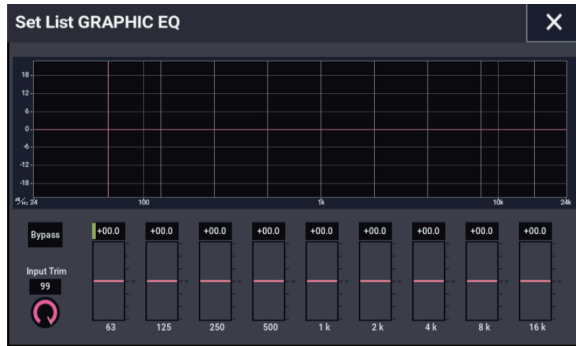 Set List GRAPHIC EQ
18
12
6
0
-6
-12
-18
dB/Hz 24 100 1k 10k 24k
Bypass +00.0 +00.0 +00.0 +00.0 +00.0 +00.0 +00.0 +00.0 +00.0
Input Trim
99
63 125 250 500 1 k 2 k 4 k 8 k 16 k